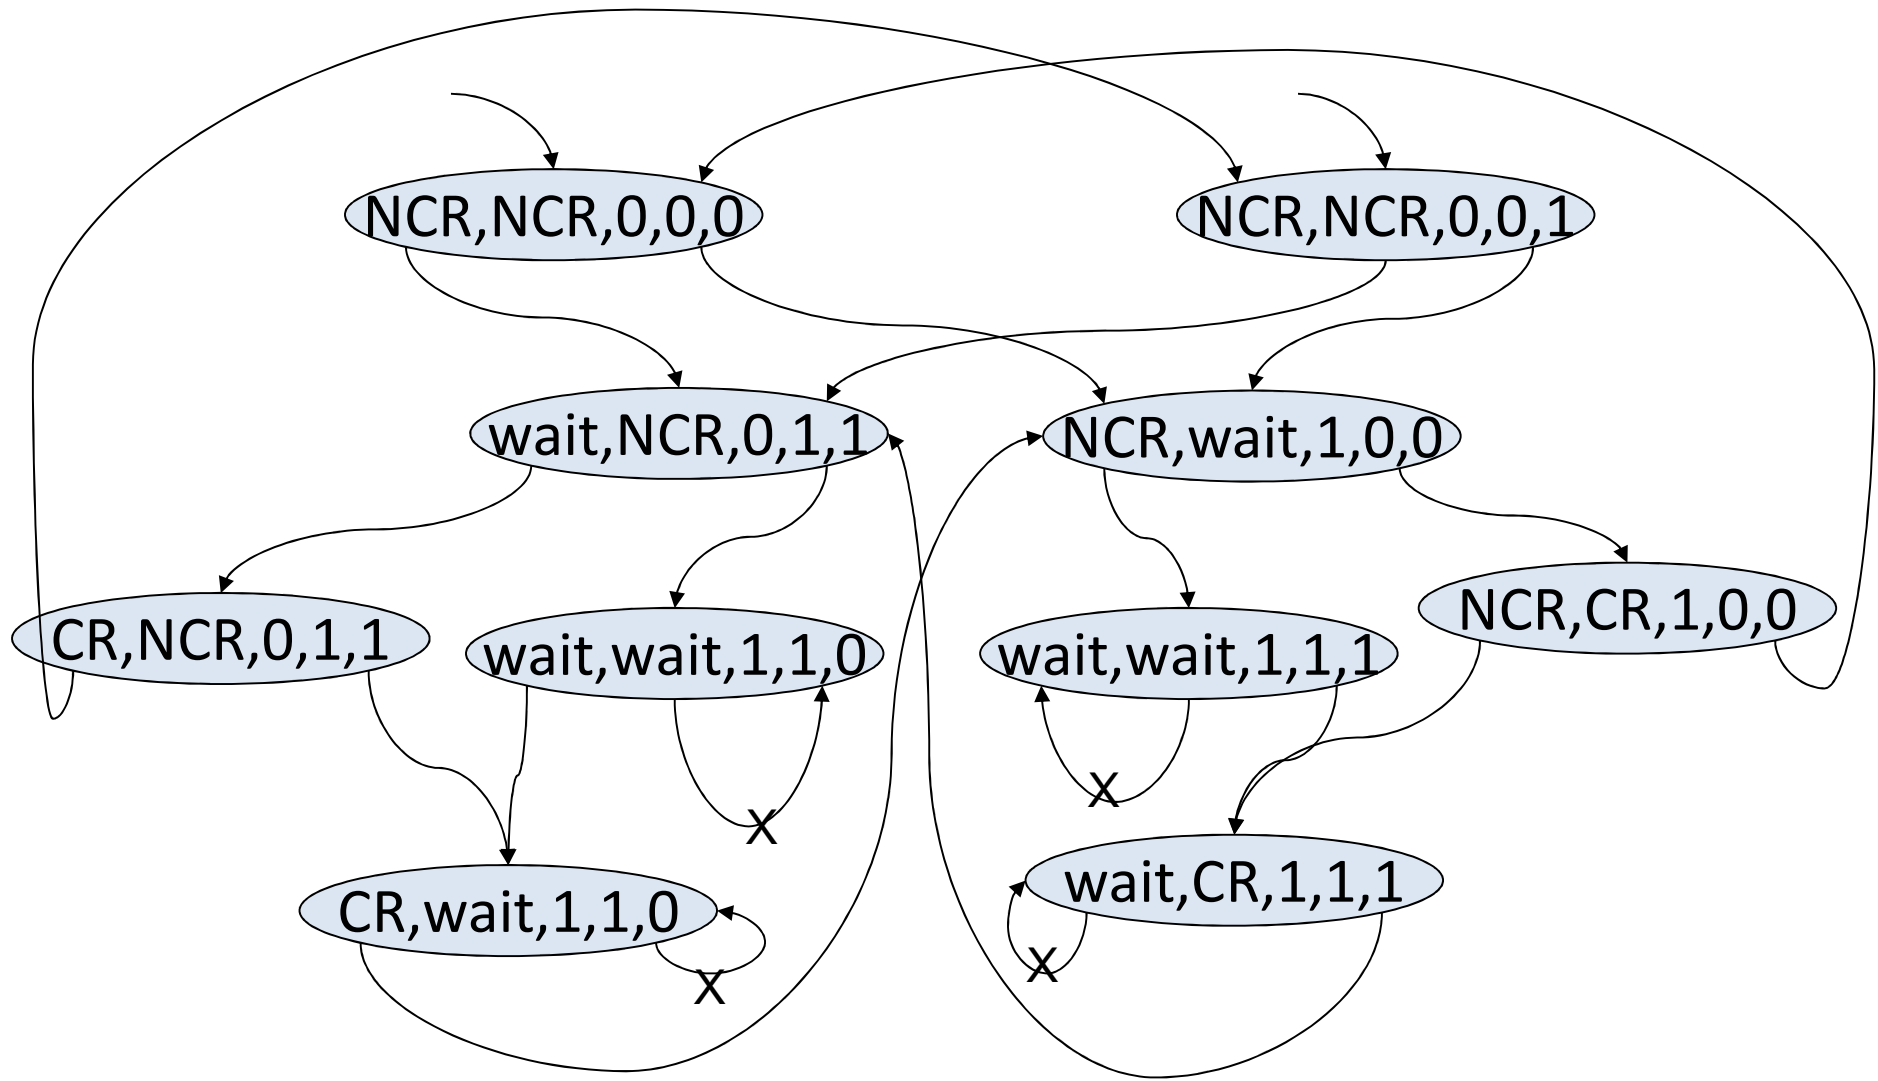 NCR,NCR,0,0,0
NCR,NCR,0,0,1
wait,NCR,0,1,1
NCR,wait,1,0,0
CR,NCR,0,1,1
wait,wait,1,1,0
wait,wait,1,1,1
NCR,CR,1,0,0
X
X
CR,wait,1,1,0
wait,CR,1,1,1
X
X